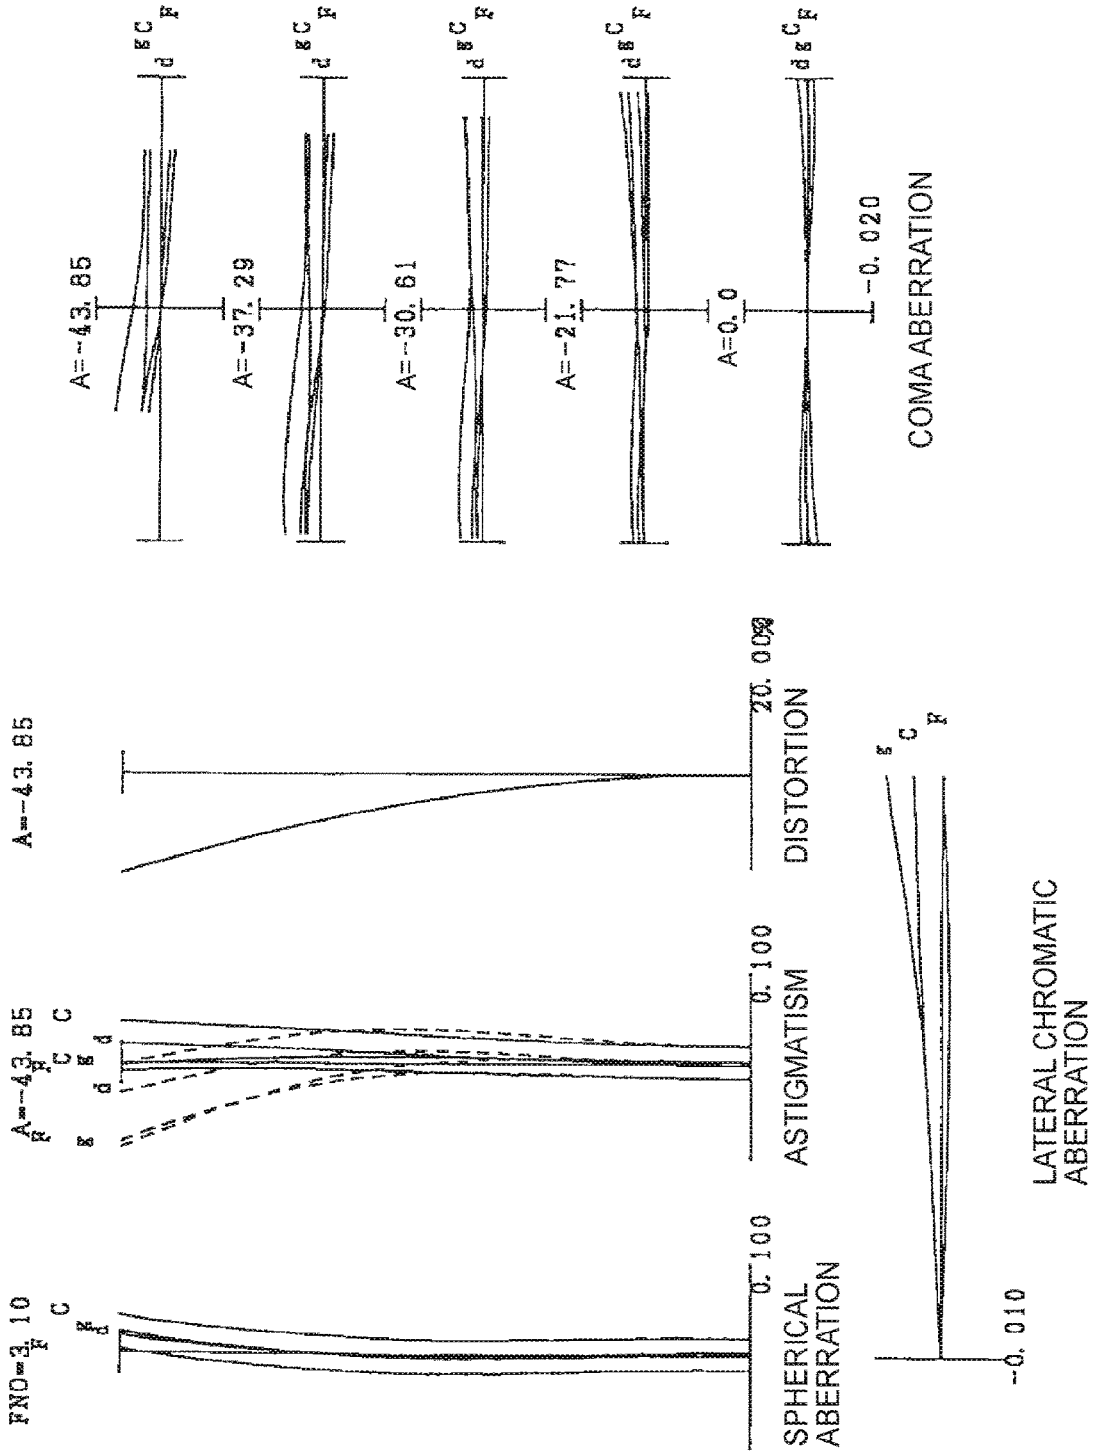 FNO=3. 10
F
C
g
d
0. 100
SPHERICAL
ABERRATION
A=-43. 85
F
F
C
C
g
d
d
g
0. 100
ASTIGMATISM
A=-43. 85
20. 00%
DISTORTION
A=-43. 85
d
g
C
F
A=-37. 29
d
g
C
F
A=-30. 61
d
g
C
F
A=-21. 77
d
g
C
F
A=0. 0
d
g
C
F
-0. 020
COMA ABERRATION
g
C
F
-0. 010
LATERAL CHROMATIC
ABERRATION